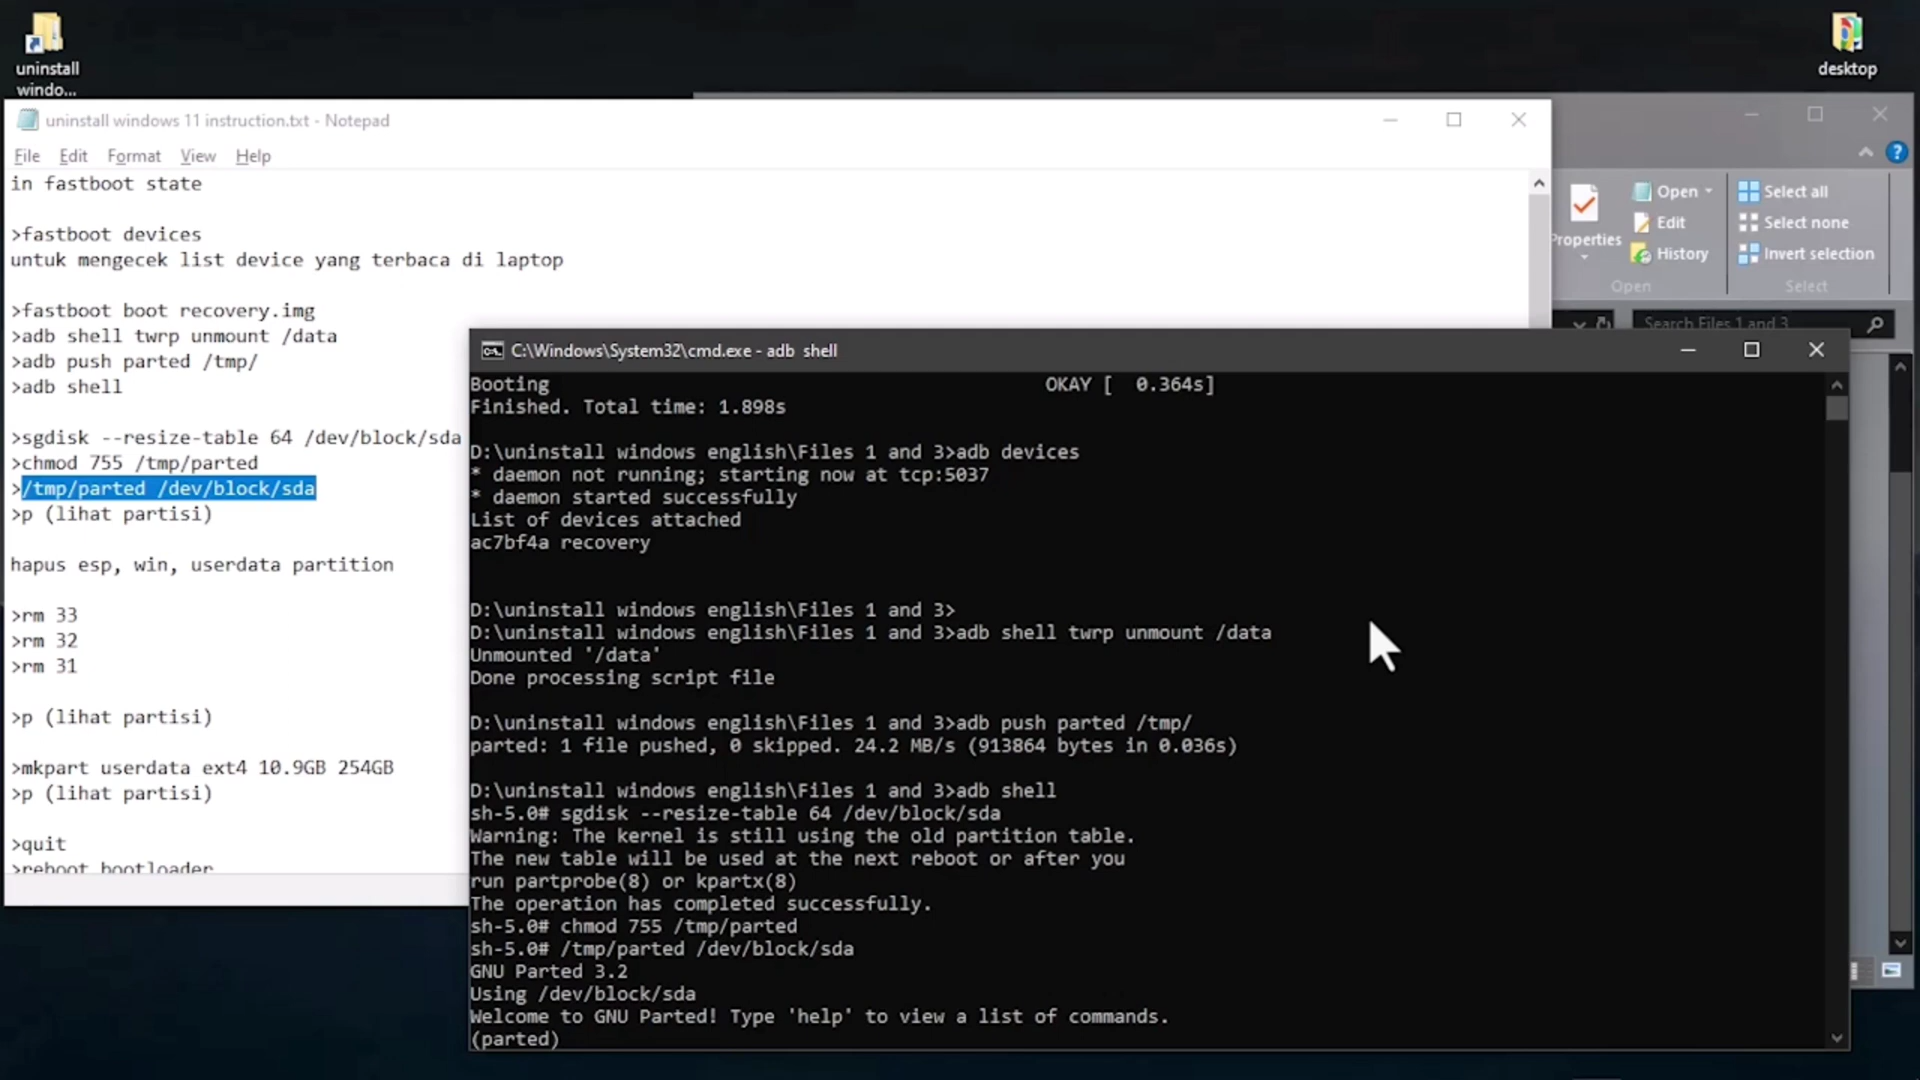 uninstall
windo...
desktop
uninstall windows 11 instruction.txt - Notepad
File Edit Format View Help
in fastboot state
>fastboot devices
untuk mengecek list device yang terbaca di laptop
>fastboot boot recovery.img
>adb shell twrp unmount /data
>adb push parted /tmp/
>adb shell
>sgdisk --resize-table 64 /dev/block/sda
>chmod 755 /tmp/parted
>/tmp/parted /dev/block/sda
>p (lihat partisi)
hapus esp, win, userdata partition
>rm 33
>rm 32
>rm 31
>p (lihat partisi)
>mkpart userdata ext4 10.9GB 254GB
>p (lihat partisi)
>quit
>reboot bootloader
Properties
Open
Edit
History
Open
Select all
Select none
Invert selection
Select
Search Files 1 and 3
C:\Windows\System32\cmd.exe - adb shell
Booting OKAY [ 0.364s]
Finished. Total time: 1.898s
D:\uninstall windows english\Files 1 and 3>adb devices
* daemon not running; starting now at tcp:5037
* daemon started successfully
List of devices attached
ac7bf4a recovery
D:\uninstall windows english\Files 1 and 3>
D:\uninstall windows english\Files 1 and 3>adb shell twrp unmount /data
Unmounted '/data'
Done processing script file
D:\uninstall windows english\Files 1 and 3>adb push parted /tmp/
parted: 1 file pushed, 0 skipped. 24.2 MB/s (913864 bytes in 0.036s)
D:\uninstall windows english\Files 1 and 3>adb shell
sh-5.0# sgdisk --resize-table 64 /dev/block/sda
Warning: The kernel is still using the old partition table.
The new table will be used at the next reboot or after you
run partprobe(8) or kpartx(8)
The operation has completed successfully.
sh-5.0# chmod 755 /tmp/parted
sh-5.0# /tmp/parted /dev/block/sda
GNU Parted 3.2
Using /dev/block/sda
Welcome to GNU Parted! Type 'help' to view a list of commands.
(parted)